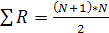 ∑ R = (N+1)*N / 2